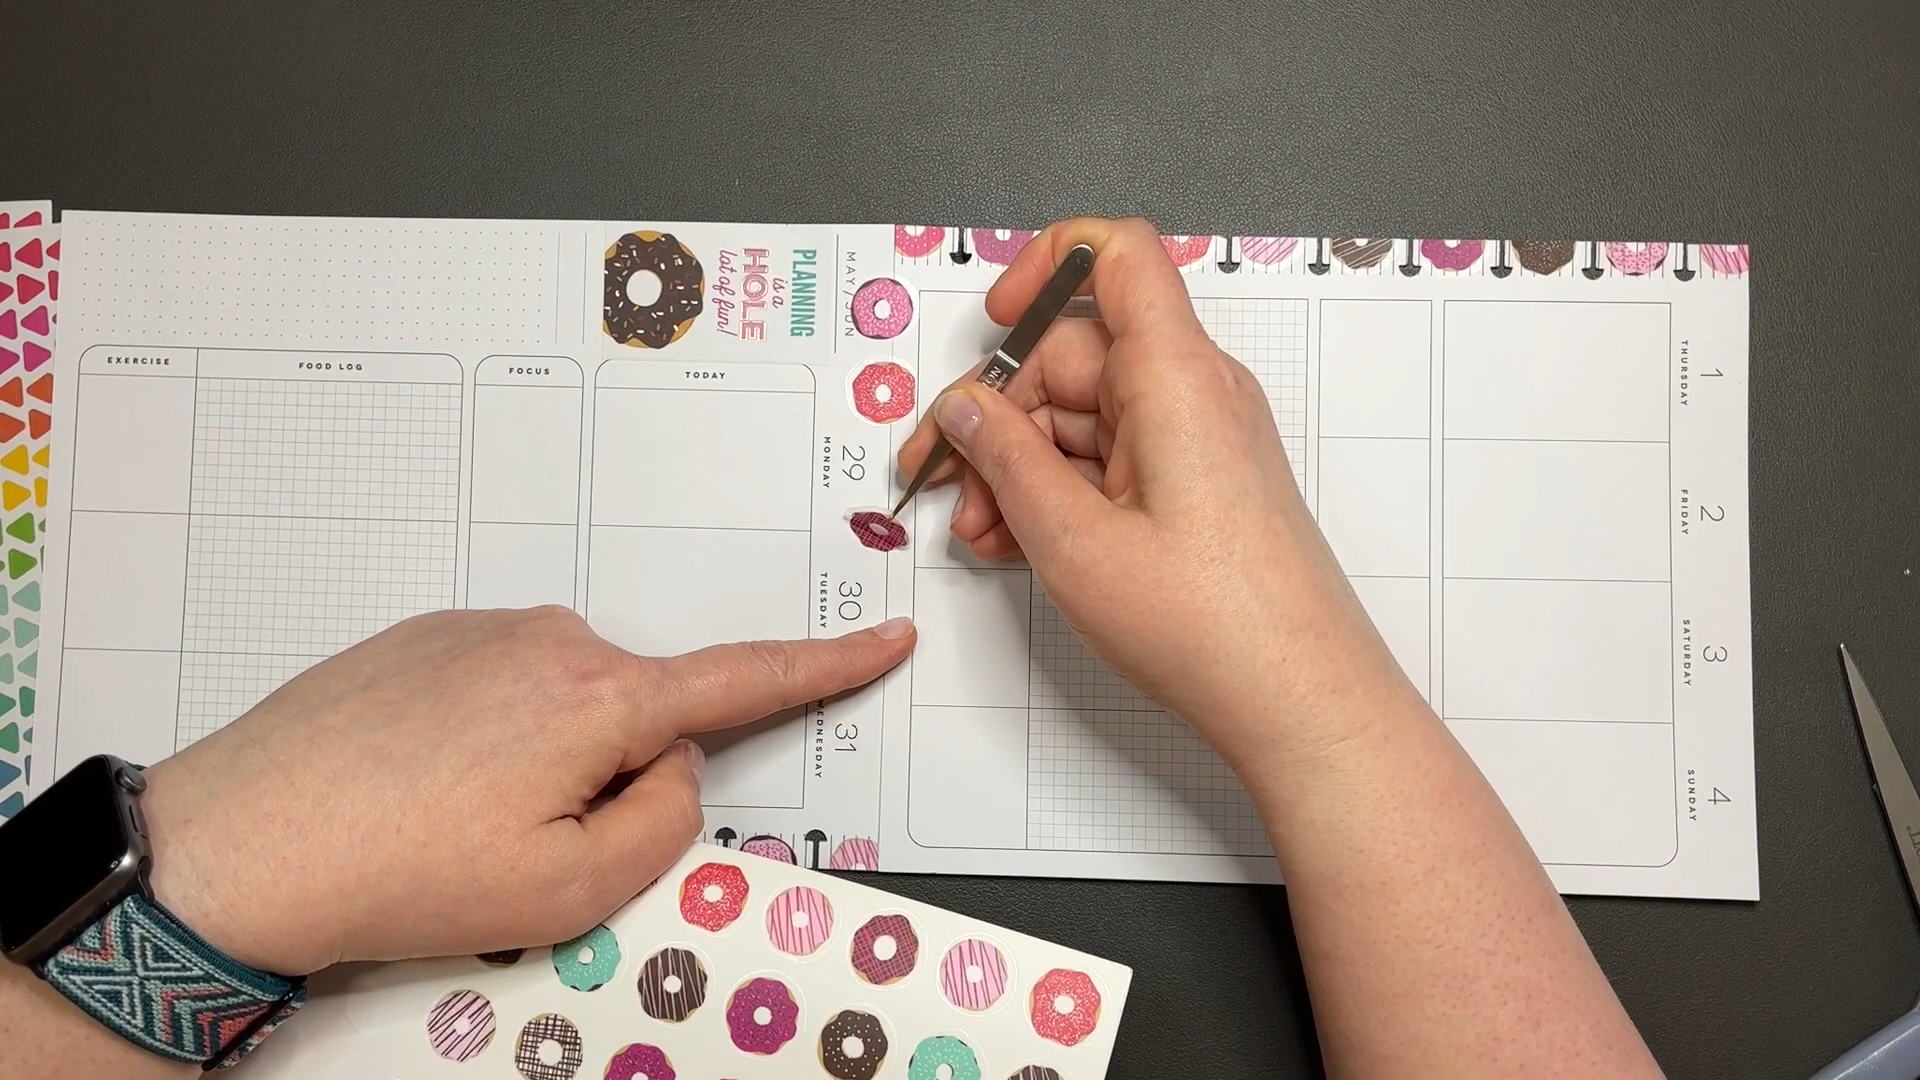 MAY/JUN
PLANNING
is a
HOLE
lot of fun!
EXERCISE
FOOD LOG
FOCUS
TODAY
29
MONDAY
30
TUESDAY
31
WEDNESDAY
1
THURSDAY
2
FRIDAY
3
SATURDAY
4
SUNDAY